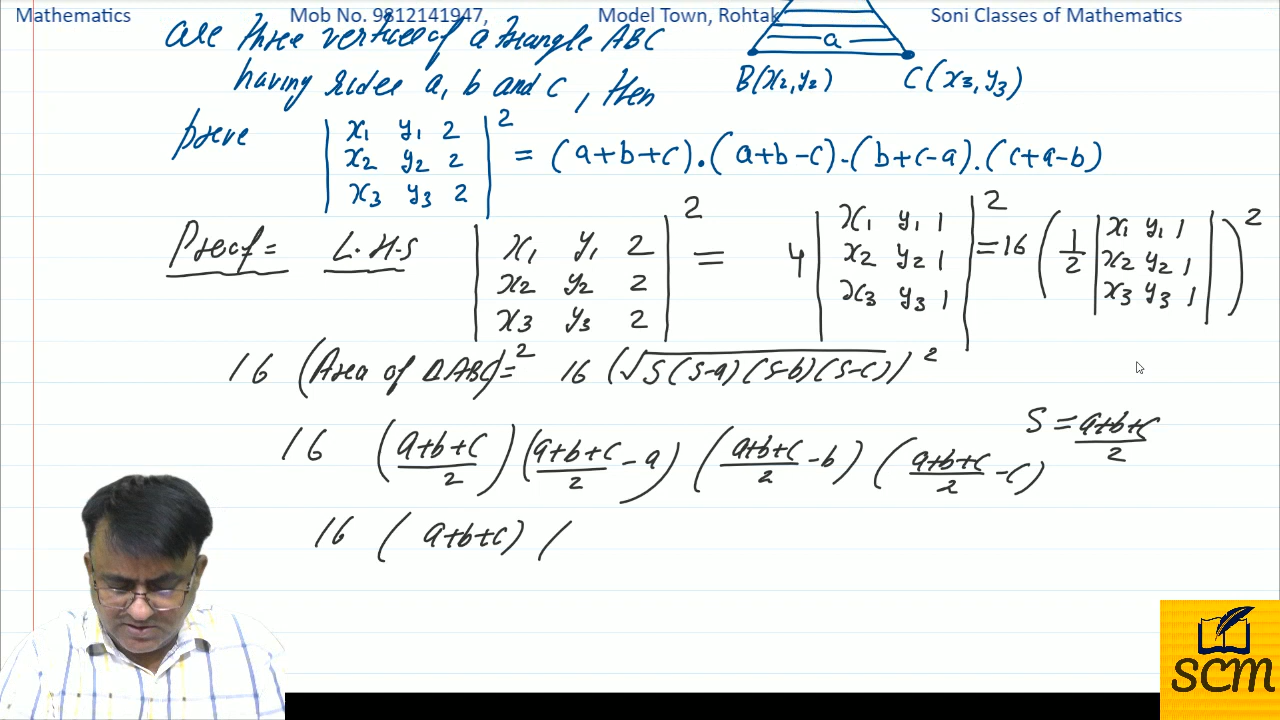 Mathematics Mob No. 9812141947, Model Town, Rohtak Soni Classes of Mathematics
are three vertices of a triangle ABC
having sides a, b and c, then
a
B(x₂,y₂) C(x₃,y₃)
prove | x₁ y₁ 2 |² = (a+b+c).(a+b-c).(b+c-a).(c+a-b)
x₂ y₂ 2
x₃ y₃ 2
Proof = L.H.S | x₁ y₁ 2 |² = 4 | x₁ y₁ 1 |² = 16 ( 1/2 | x₁ y₁ 1 | )²
x₂ y₂ 2 x₂ y₂ 1 x₂ y₂ 1
x₃ y₃ 2 x₃ y₃ 1 x₃ y₃ 1
16 (Area of ΔABC)² = 16 (√S(S-a)(S-b)(S-c))²
S = a+b+c/2
16 (a+b+c/2) (a+b+c/2 - a) (a+b+c/2 - b) (a+b+c/2 - c)
16 ( a+b+c) (
SCM